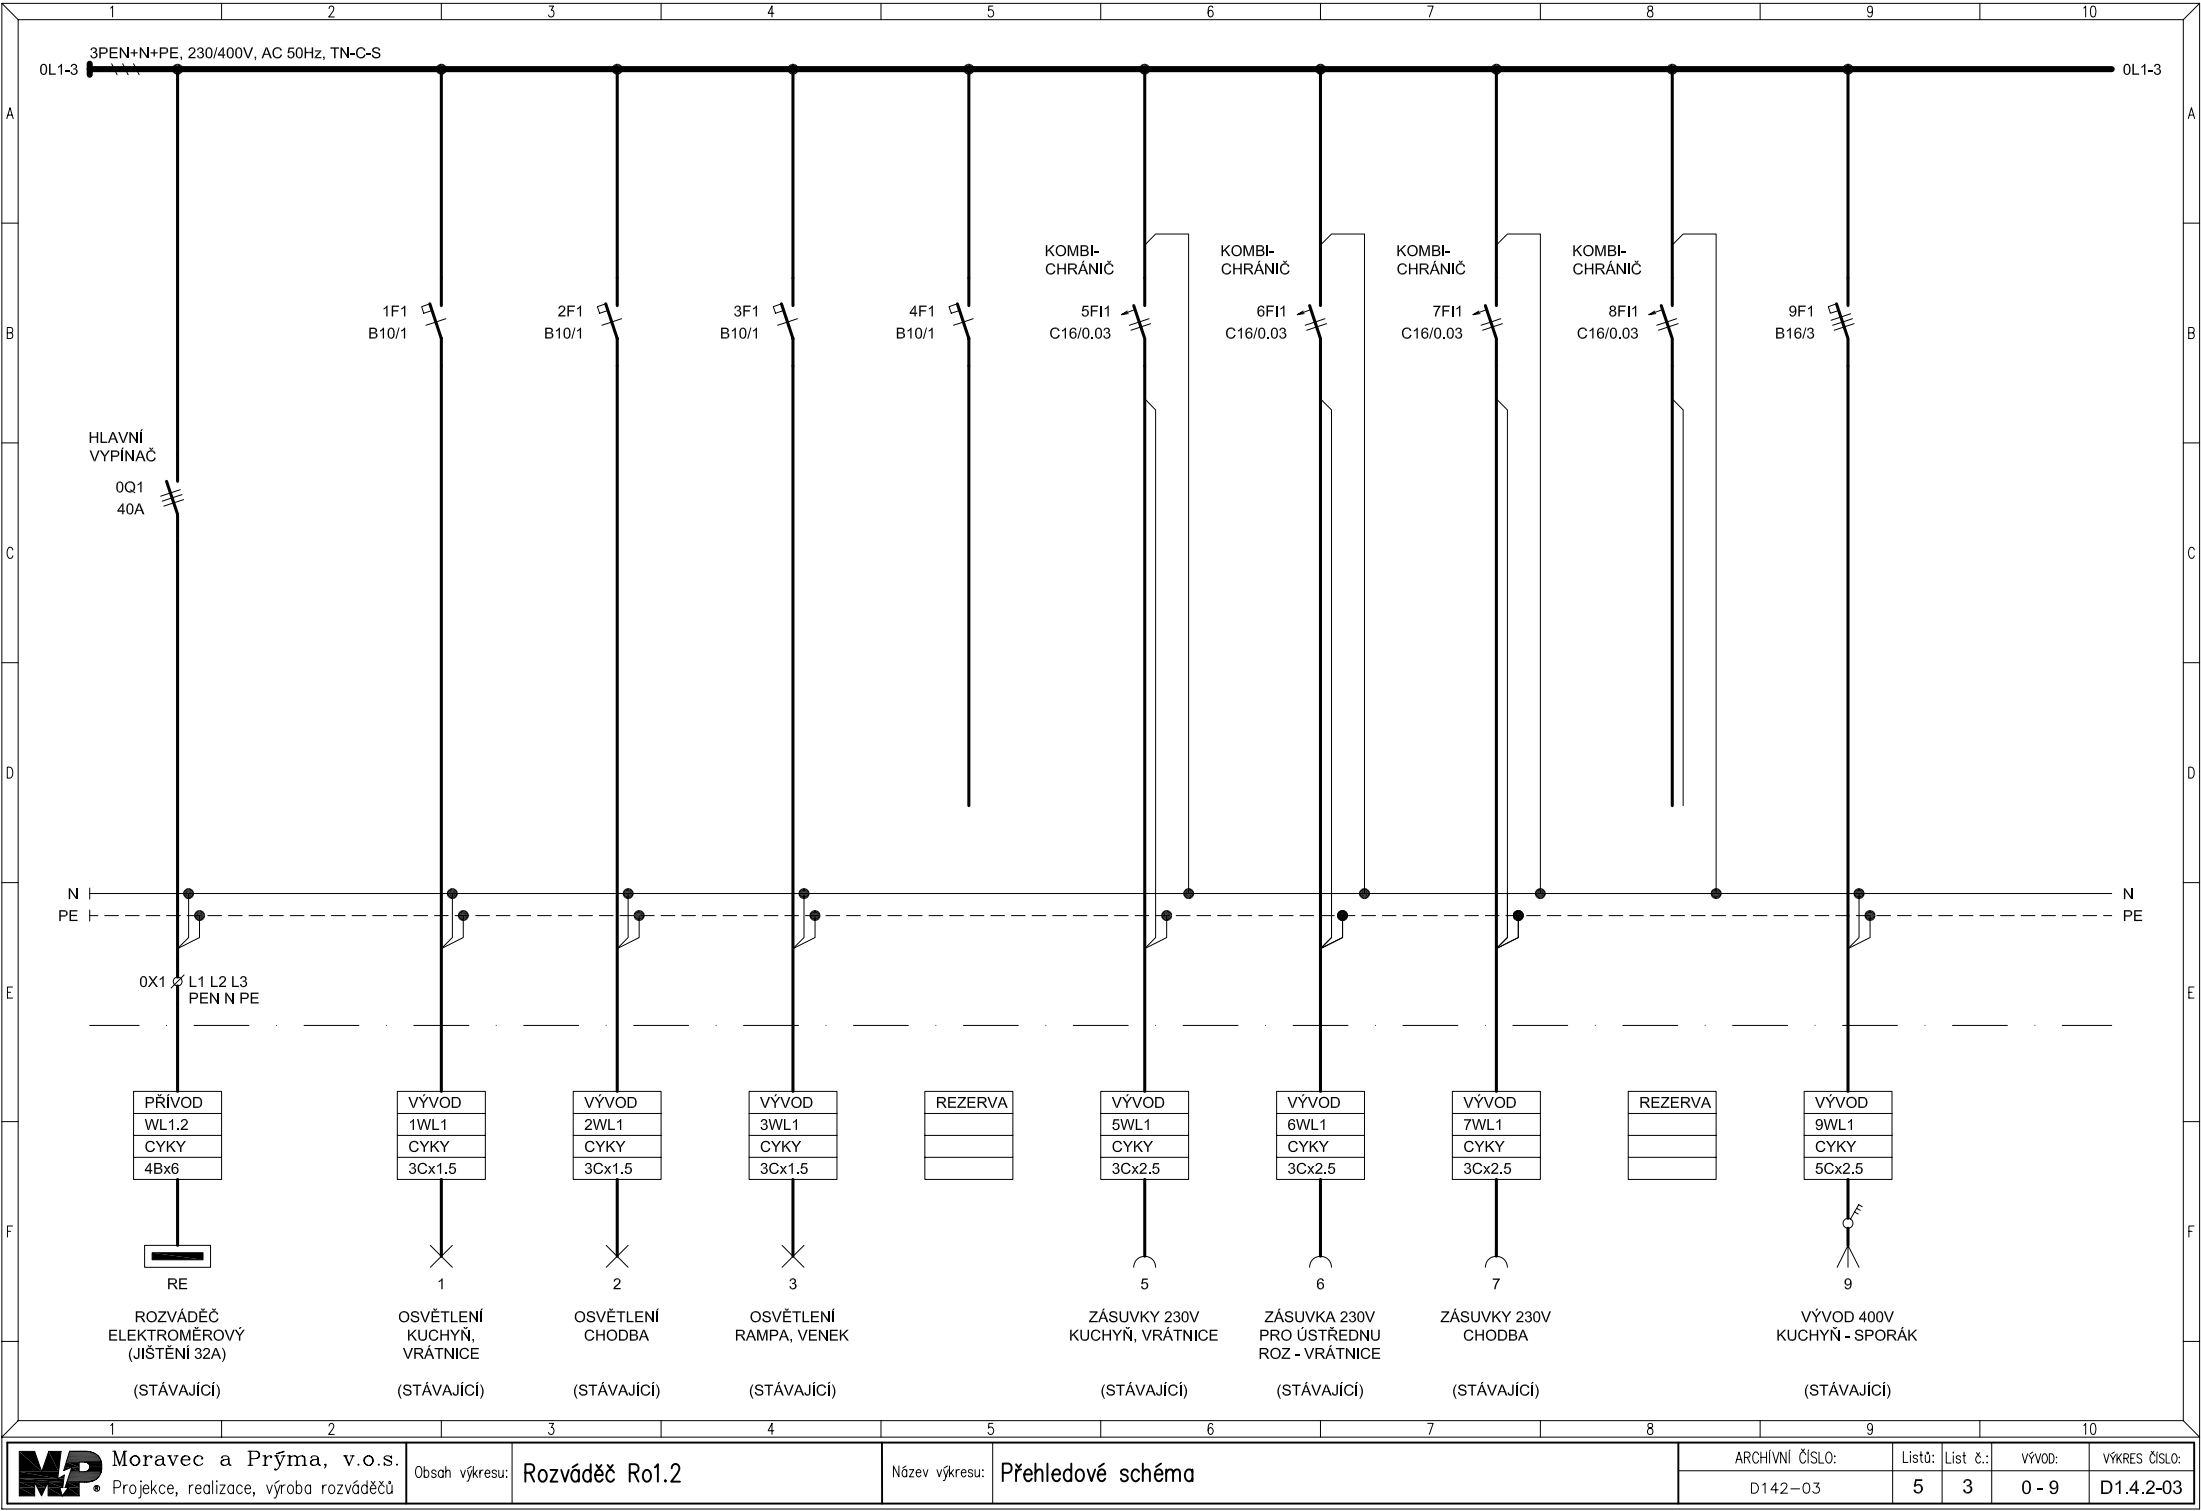 1 2 3 4 5 6 7 8 9 10
3PEN+N+PE, 230/400V, AC 50Hz, TN-C-S
0L1-3 0L1-3
A A
KOMBI-
CHRÁNIČ
KOMBI-
CHRÁNIČ
KOMBI-
CHRÁNIČ
KOMBI-
CHRÁNIČ
1F1
B10/1
2F1
B10/1
3F1
B10/1
4F1
B10/1
5FI1
C16/0.03
6FI1
C16/0.03
7FI1
C16/0.03
8FI1
C16/0.03
9F1
B16/3
B B
HLAVNÍ
VYPÍNAČ
0Q1
40A
C C
D D
N N
PE PE
0X1 L1 L2 L3
PEN N PE
E E
PŘÍVOD
WL1.2
CYKY
4Bx6
VÝVOD
1WL1
CYKY
3Cx1.5
VÝVOD
2WL1
CYKY
3Cx1.5
VÝVOD
3WL1
CYKY
3Cx1.5
REZERVA
VÝVOD
5WL1
CYKY
3Cx2.5
VÝVOD
6WL1
CYKY
3Cx2.5
VÝVOD
7WL1
CYKY
3Cx2.5
REZERVA
VÝVOD
9WL1
CYKY
5Cx2.5
F F
RE
ROZVÁDĚČ
ELEKTROMĚROVÝ
(JIŠTĚNÍ 32A)
(STÁVAJÍCÍ)
1
OSVĚTLENÍ
KUCHYŇ,
VRÁTNICE
(STÁVAJÍCÍ)
2
OSVĚTLENÍ
CHODBA
(STÁVAJÍCÍ)
3
OSVĚTLENÍ
RAMPA, VENEK
(STÁVAJÍCÍ)
5
ZÁSUVKY 230V
KUCHYŇ, VRÁTNICE
(STÁVAJÍCÍ)
6
ZÁSUVKA 230V
PRO ÚSTŘEDNU
ROZ - VRÁTNICE
(STÁVAJÍCÍ)
7
ZÁSUVKY 230V
CHODBA
(STÁVAJÍCÍ)
9
VÝVOD 400V
KUCHYŇ - SPORÁK
(STÁVAJÍCÍ)
1 2 3 4 5 6 7 8 9 10
MP
Moravec a Prýma, v.o.s.
Projekce, realizace, výroba rozváděčů
Obsah výkresu: Rozváděč Ro1.2
Název výkresu: Přehledové schéma
ARCHÍVNÍ ČÍSLO:
D142-03
Listů:
5
List č.:
3
VÝVOD:
0 - 9
VÝKRES ČÍSLO:
D1.4.2-03